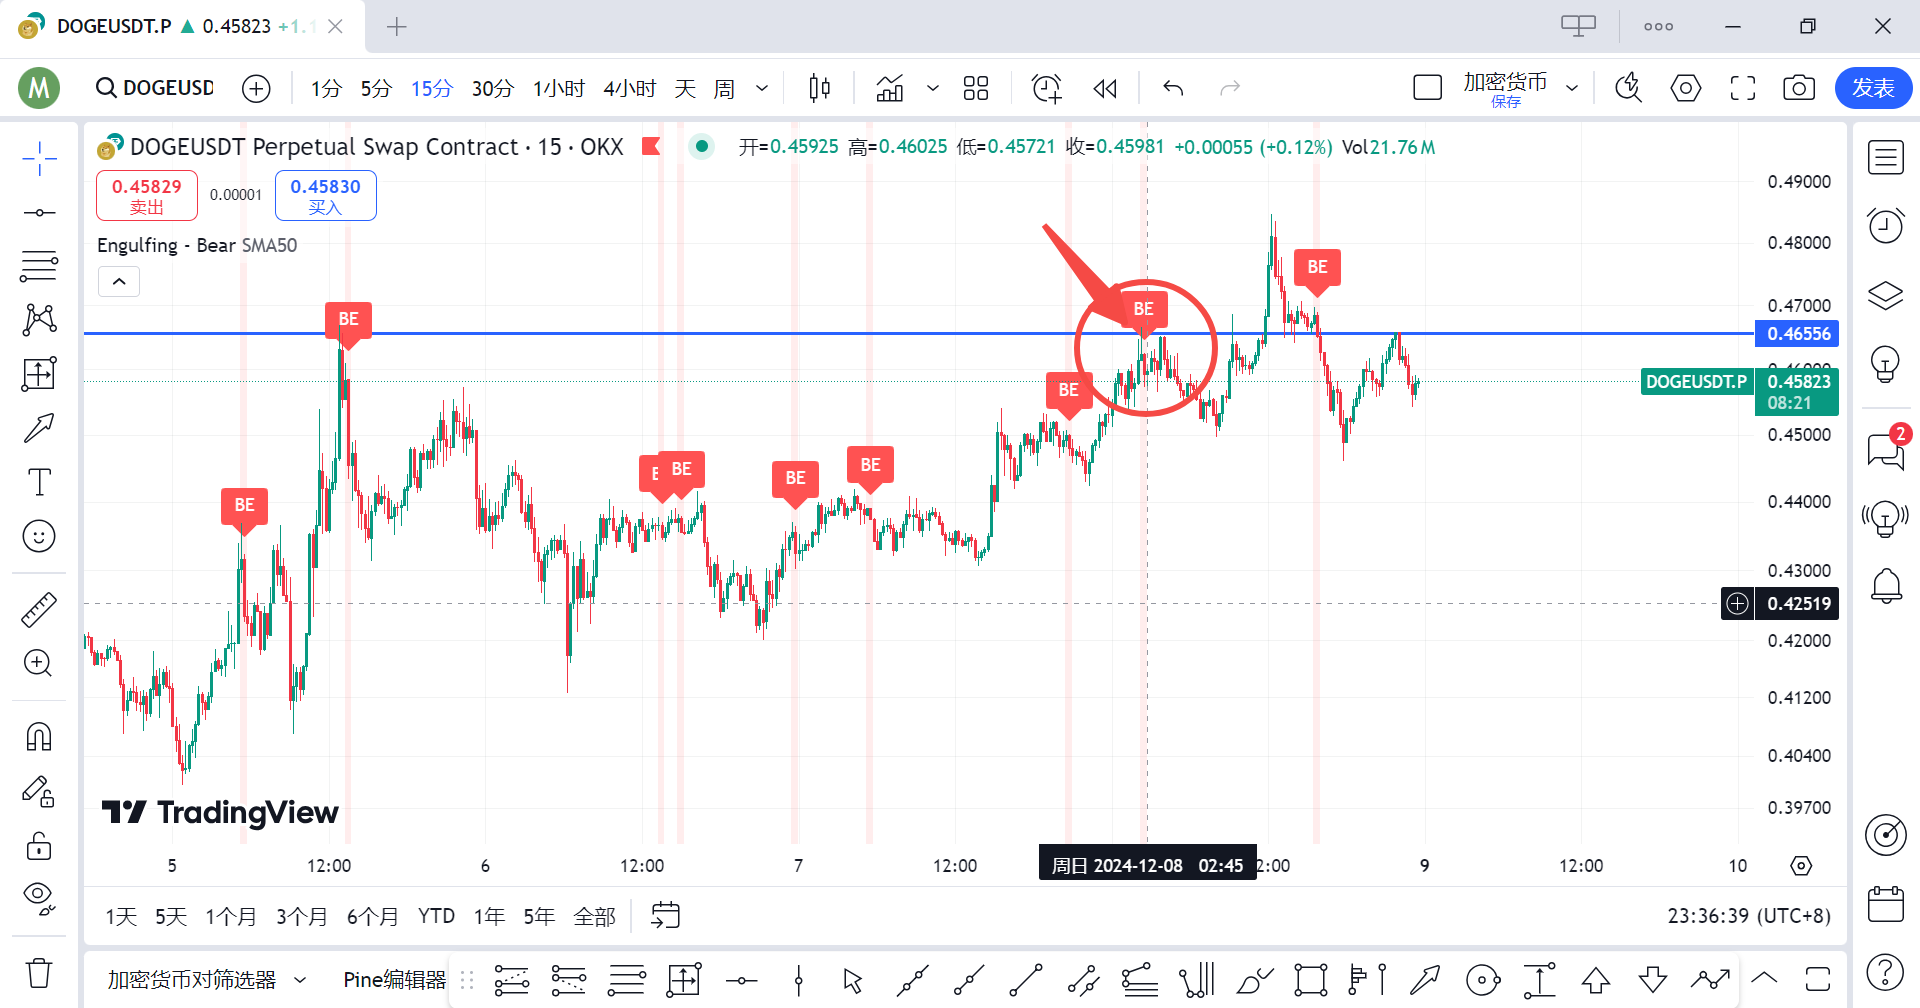 DOGEUSDT.P ▲ 0.45823 +1.1
M DOGEUSD 1分 5分 15分 30分 1小时 4小时 天 周 加密货币 保存 发表
DOGEUSDT Perpetual Swap Contract · 15 · OKX 开=0.45925 高=0.46025 低=0.45721 收=0.45981 +0.00055 (+0.12%) Vol21.76M
0.45829 卖出 0.00001 0.45830 买入
Engulfing - Bear SMA50
0.49000
0.48000
BE
0.47000
BE
BE
0.46556
DOGEUSDT.P 0.45823
08:21
BE
0.45000
BE
BE
BE
0.44000
BE
0.43000
0.42519
0.42000
0.41200
0.40400
0.39700
TradingView
5 12:00 6 12:00 7 12:00 周日 2024-12-08 02:45 2:00 9 12:00 10
1天 5天 1个月 3个月 6个月 YTD 1年 5年 全部 23:36:39 (UTC+8)
加密货币对筛选器 Pine编辑器
2